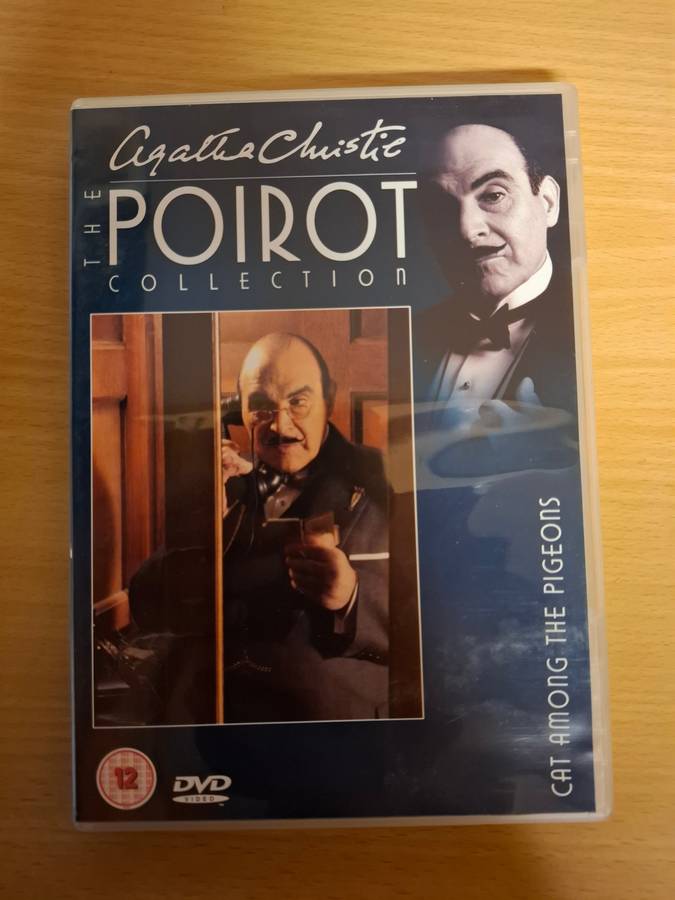 Agatha Christie
THE
POIROT
COLLECTION
CAT AMONG THE PIGEONS
12
DVD
VIDEO